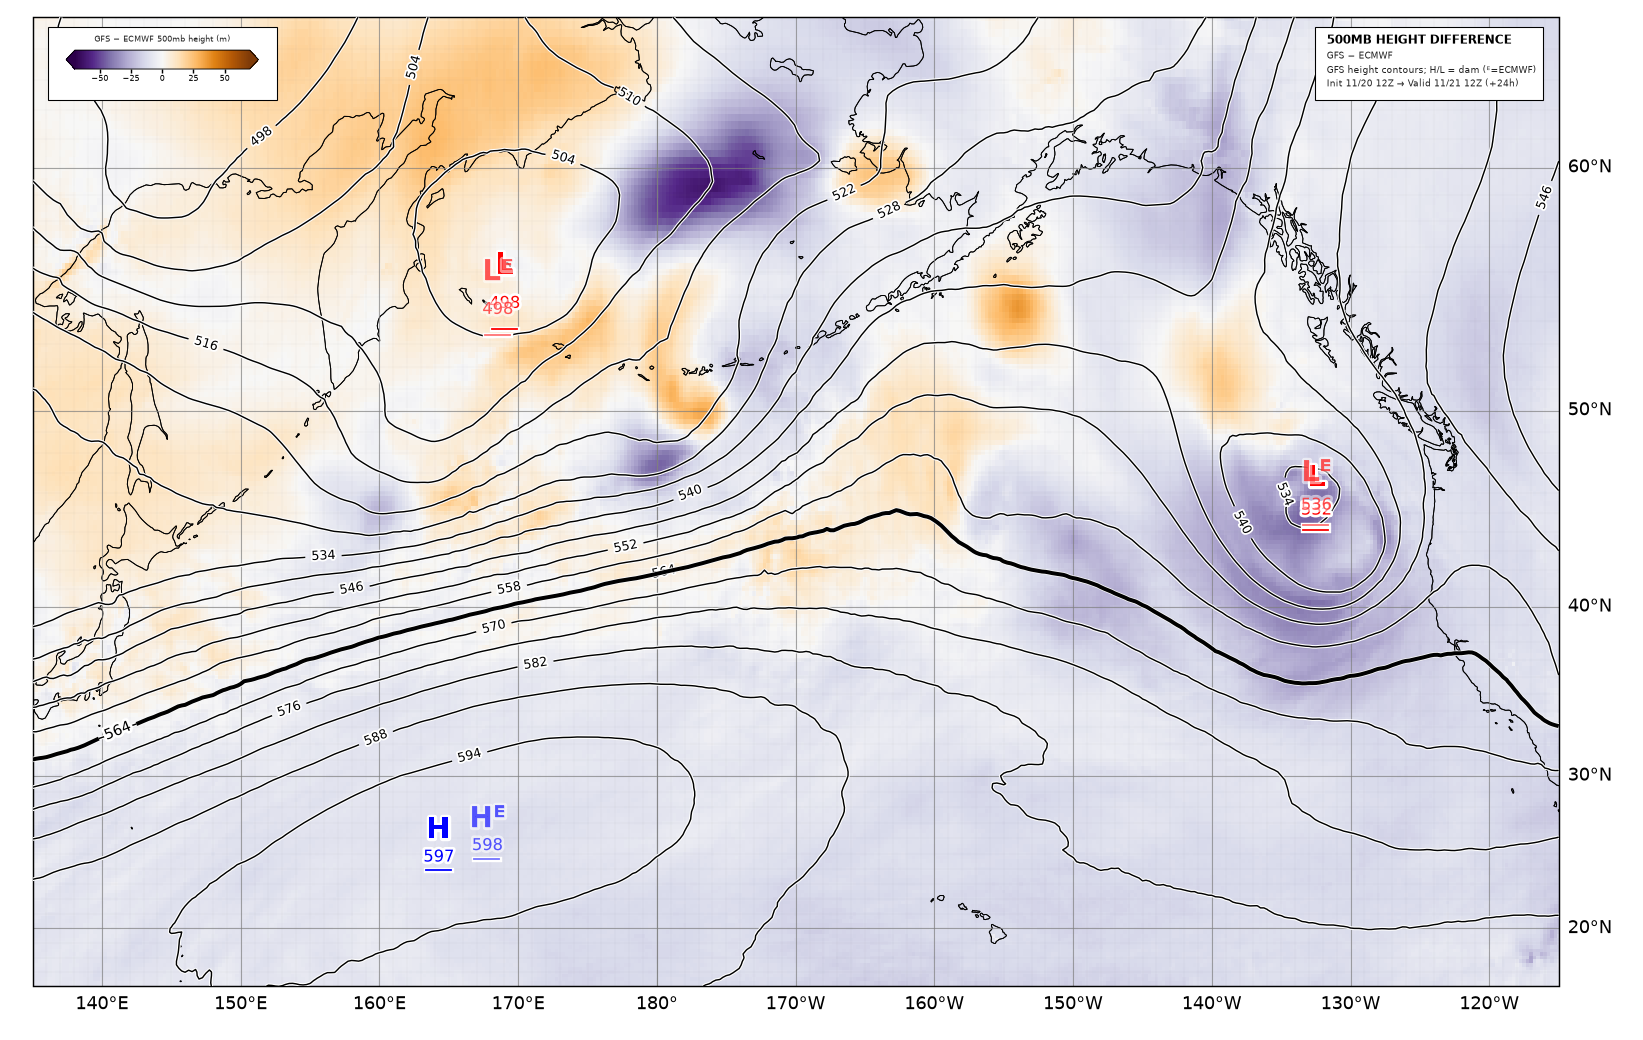 GFS − ECMWF 500mb height (m)
−50 −25 0 25 50
500MB HEIGHT DIFFERENCE
GFS − ECMWF
GFS height contours; H/L = dam (ᴱ=ECMWF)
Init 11/20 12Z → Valid 11/21 12Z (+24h)
504
498
510
504
60°N
522
546
528
L
Lᴱ
498
498
516
50°N
L
Lᴱ
534
540
536
532
540
534
552
564
546
558
40°N
570
582
576
564
588
594
30°N
H
Hᴱ
597
598
20°N
140°E 150°E 160°E 170°E 180° 170°W 160°W 150°W 140°W 130°W 120°W